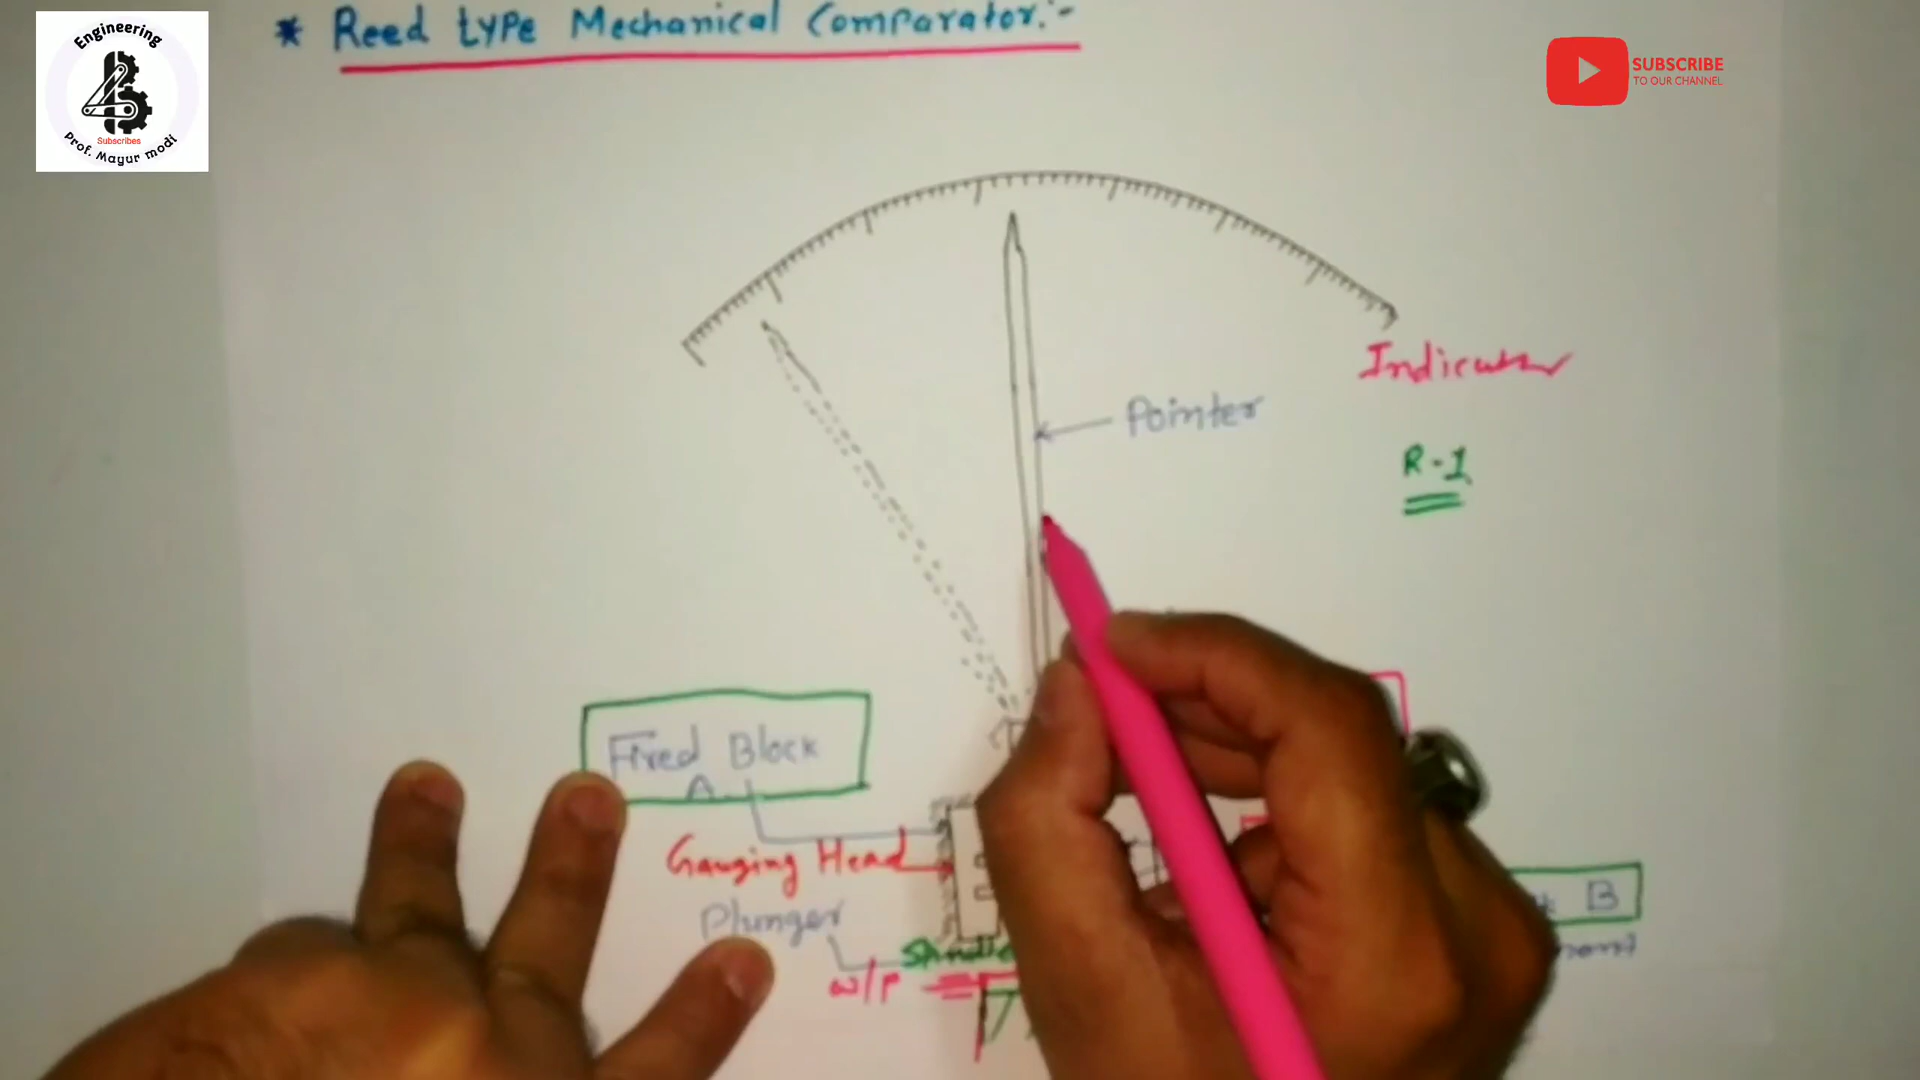 * Reed type Mechanical Comparator:-
Engineering
Subscribes
Prof. Mayur modi
SUBSCRIBE
TO OUR CHANNEL
Indicator
Pointer
R-1
Fixed Block
A
Gauging Head
Plunger
B
Spindle
w/p